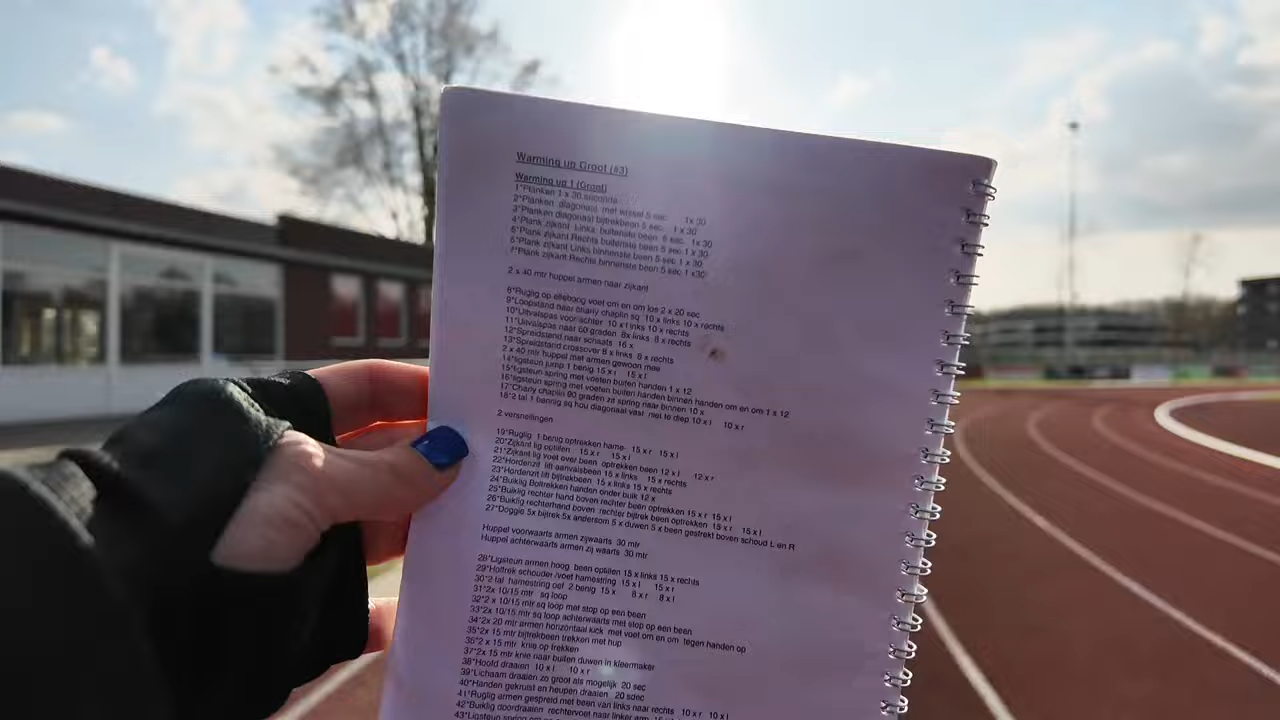 Warming up Groot (#3)
Warming up 1 (Groot)
1*Planken 1 x 30 seconde
2*Planken diagonaal met wissel 5 sec 1x 30
3*Planken diagonaal bijtrekbeen 5 sec 1 x 30
4*Plank zijkant Links buitenste been 5 sec 1x 30
5*Plank zijkant Rechts buitenste been 5 sec 1 x 30
6*Plank zijkant Links binnenste been 5 sec 1 x 30
7*Plank zijkant Rechts binnenste been 5 sec 1 x30
2 x 40 mtr huppel armen naar zijkant
8*Ruglig op elleboog voet om en om los 2 x 20 sec
9*Loopstand naar charly chaplin sq 10 x links 10 x rechts
10*Uitvalspas voor/achter 10 x l inks 10 x rechts
11*Uitvalspas naar 60 graden 8x links 8 x rechts
12*Spreidstand naar schaats 16 x
13*Spreidstand crossover 8 x links 8 x rechts
2 x 40 mtr huppel met armen gewoon mee
14*ligsteun jump 1 benig 15 x r 15 x l
15*ligsteun spring met voeten buiten handen 1 x 12
16*ligsteun spring met voeten buiten handen binnen handen om en om 1 x 12
17*Charly chaplin 90 graden zo spring naar binnen 10 x
18*2 tal 1 bennig sq hou diagonaal vast niet te diep 10 x l 10 x r
2 versnellingen
19*Ruglig 1 benig optrekken hame- 15 x r 15 x l
20*Zijkant lig optillen 15 x r 15 x l
21*Zijkant lig voet over been optrekken been 12 x l 12 x r
22*Hordenzit lift aanvalsbeen 15 x links 15 x rechts
23*Hordenzit lift bijtrekbeen 15 x links 15 x rechts
24*Buiklig Boltrekken handen onder buik 12 x
25*Buiklig rechter hand boven rachter been optrekken 15 x r 15 x l
26*Buiklig rechterhand boven rechter bijtrek been optrekken 15 x r 15 x l
27*Doggie 5x bijtrek 5x andersom 5 x duwen 5 x been gestrekt boven schoud L en R
Huppel voorwaarts armen zijwaarts 30 mtr
Huppel achterwaarts armen zij waarts 30 mtr
28*Ligsteun armen hoog been optillen 15 x links 15 x rechts
29*Holtrek schouder /voet hamestring 15 x l 15 x r
30*2 tal hamestring oef 2 benig 15 x 8 x r 8 x l
31*2x 10/15 mtr sq loop
32*2 x 10/15 mtr sq loop met stop op een been
33*2x 10/15 mtr sq loop achterwaarts met stop op een been
34*2x 20 mtr armen horizontaal kick met voet om en om tegen handen op
35*2x 15 mtr bijtrekbeen trekken met hup
36*2 x 15 mtr knie op trekken
37*2x 15 mtr knie naar buiten duwen in kleermaker
38*Hoofd draaien 10 x l 10 x r
39*Lichaam draaien zo groot als mogelijk 20 sec
40*Handen gekruist en heupen draaien 20 sdec
41*Ruglig armen gespreid met been van links naar rechts 10 x r 10 x l
42*Buiklig doordraaien rechtervoet naar linker arm
43*Ligsteun spring om